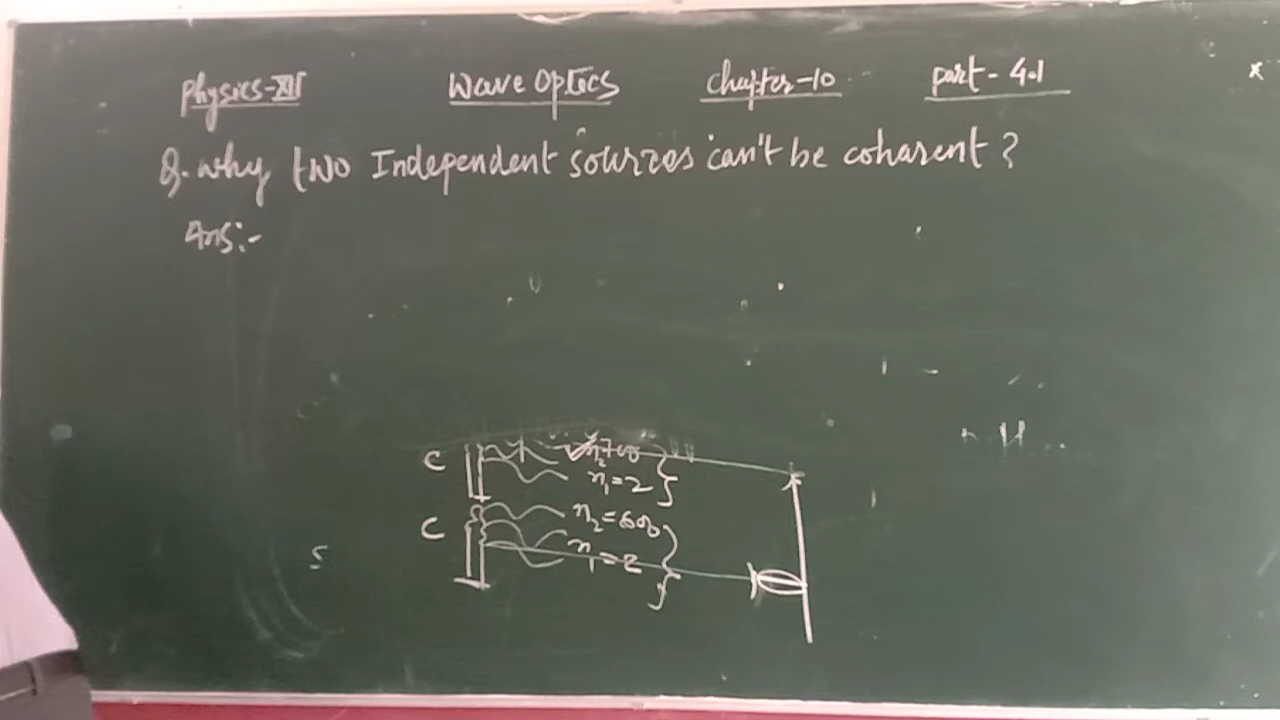 Physics-XII Wave Optics Chapter-10 part-4.1
Q. why two Independent sources can't be coharent ?
Ans:-
C
n₁=2
C n₂=600
n₁=2
S